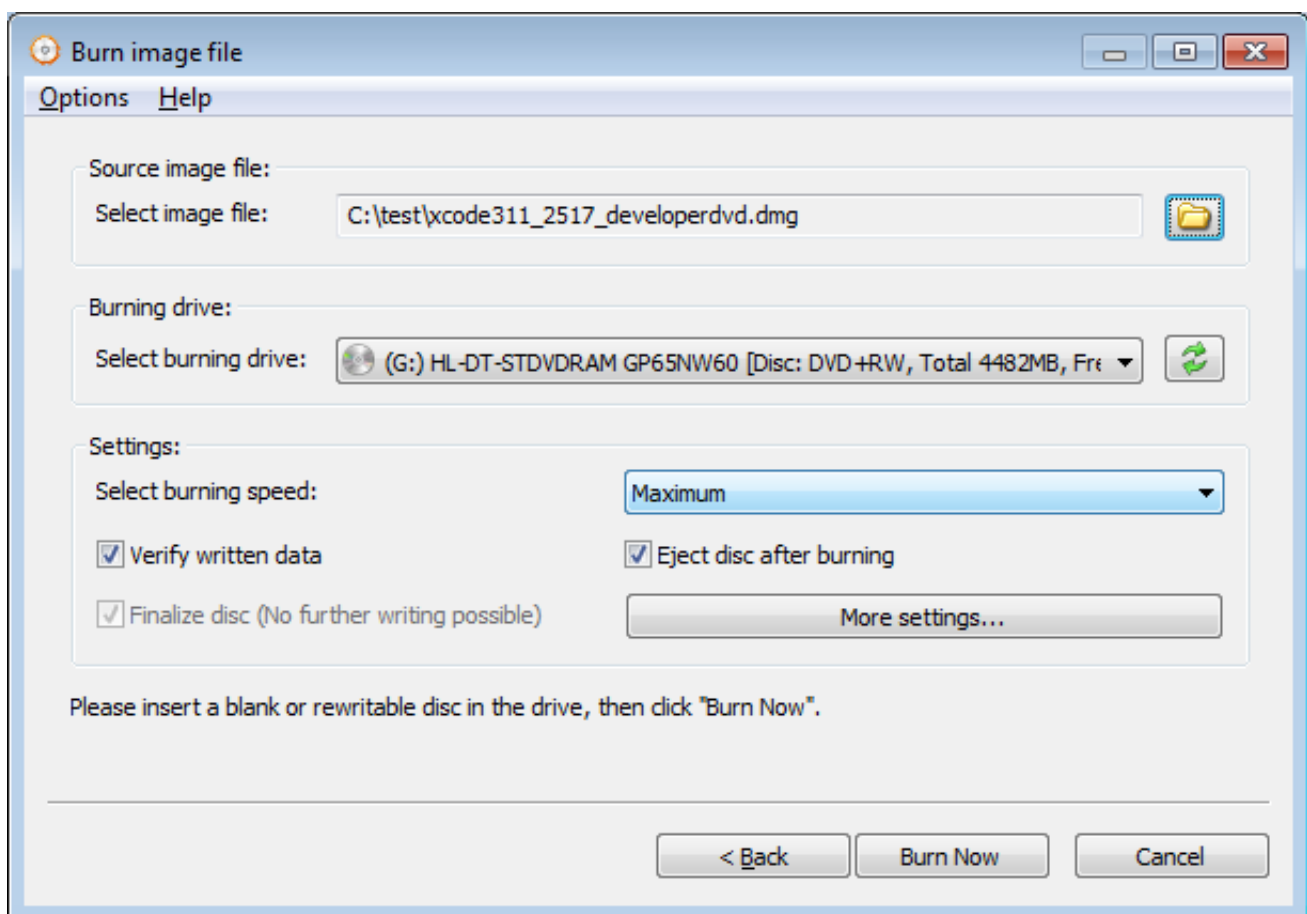 Burn image file
Options Help
Source image file:
Select image file: C:\test\xcode311_2517_developerdvd.dmg
Burning drive:
Select burning drive: (G:) HL-DT-STDVDRAM GP65NW60 [Disc: DVD+RW, Total 4482MB, Fre
Settings:
Select burning speed: Maximum
Verify written data Eject disc after burning
Finalize disc (No further writing possible) More settings...
Please insert a blank or rewritable disc in the drive, then click "Burn Now".
< Back Burn Now Cancel